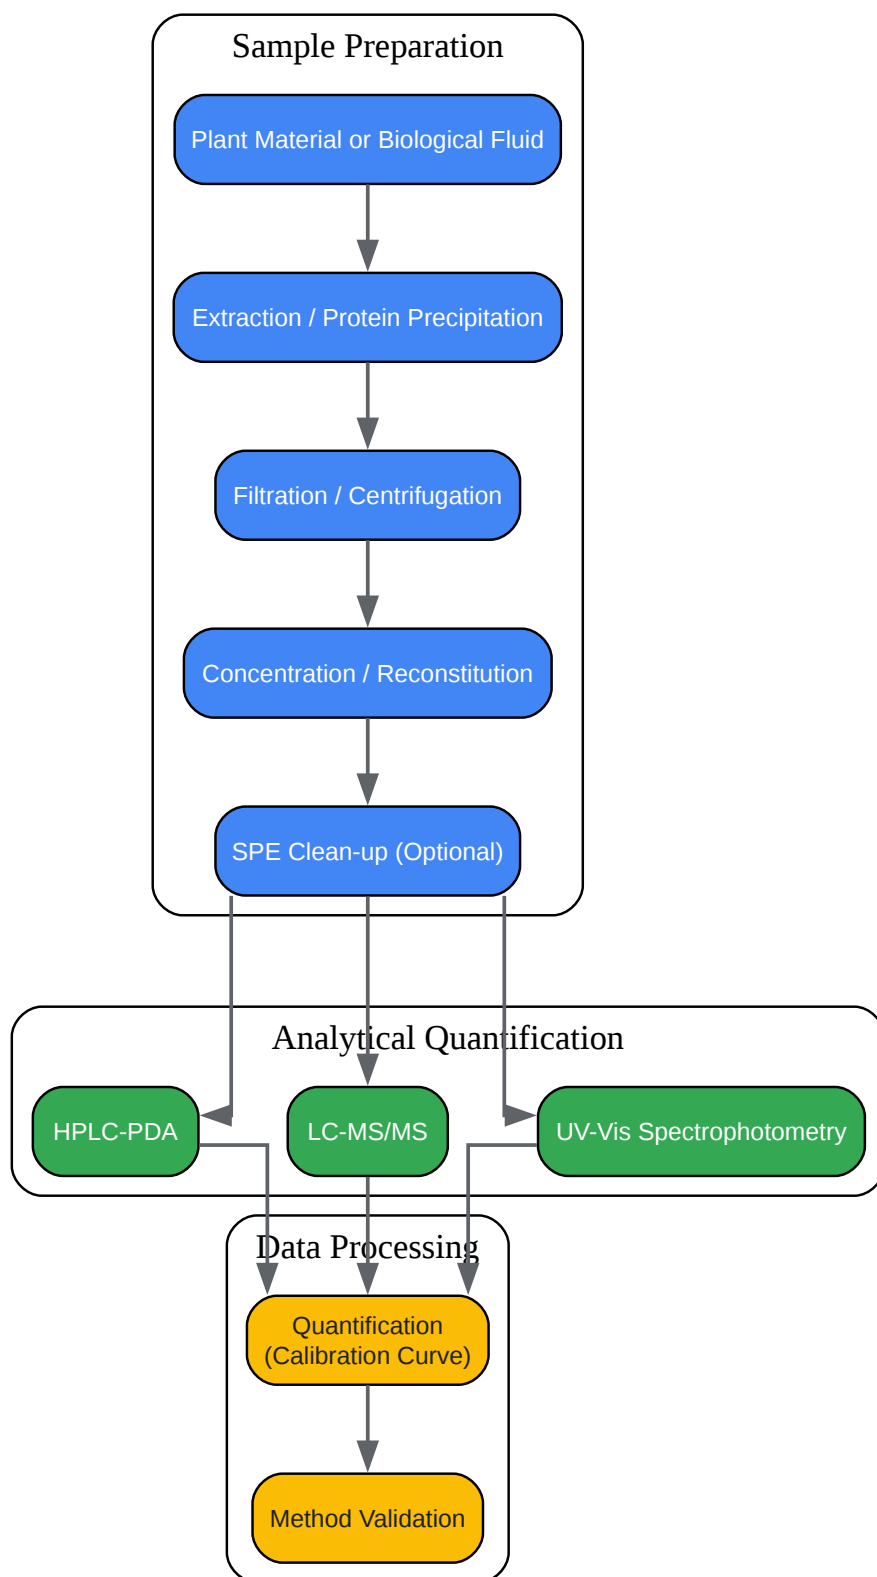 Sample Preparation
Plant Material or Biological Fluid
Extraction / Protein Precipitation
Filtration / Centrifugation
Concentration / Reconstitution
SPE Clean-up (Optional)
Analytical Quantification
HPLC-PDA
LC-MS/MS
UV-Vis Spectrophotometry
Data Processing
Quantification
(Calibration Curve)
Method Validation